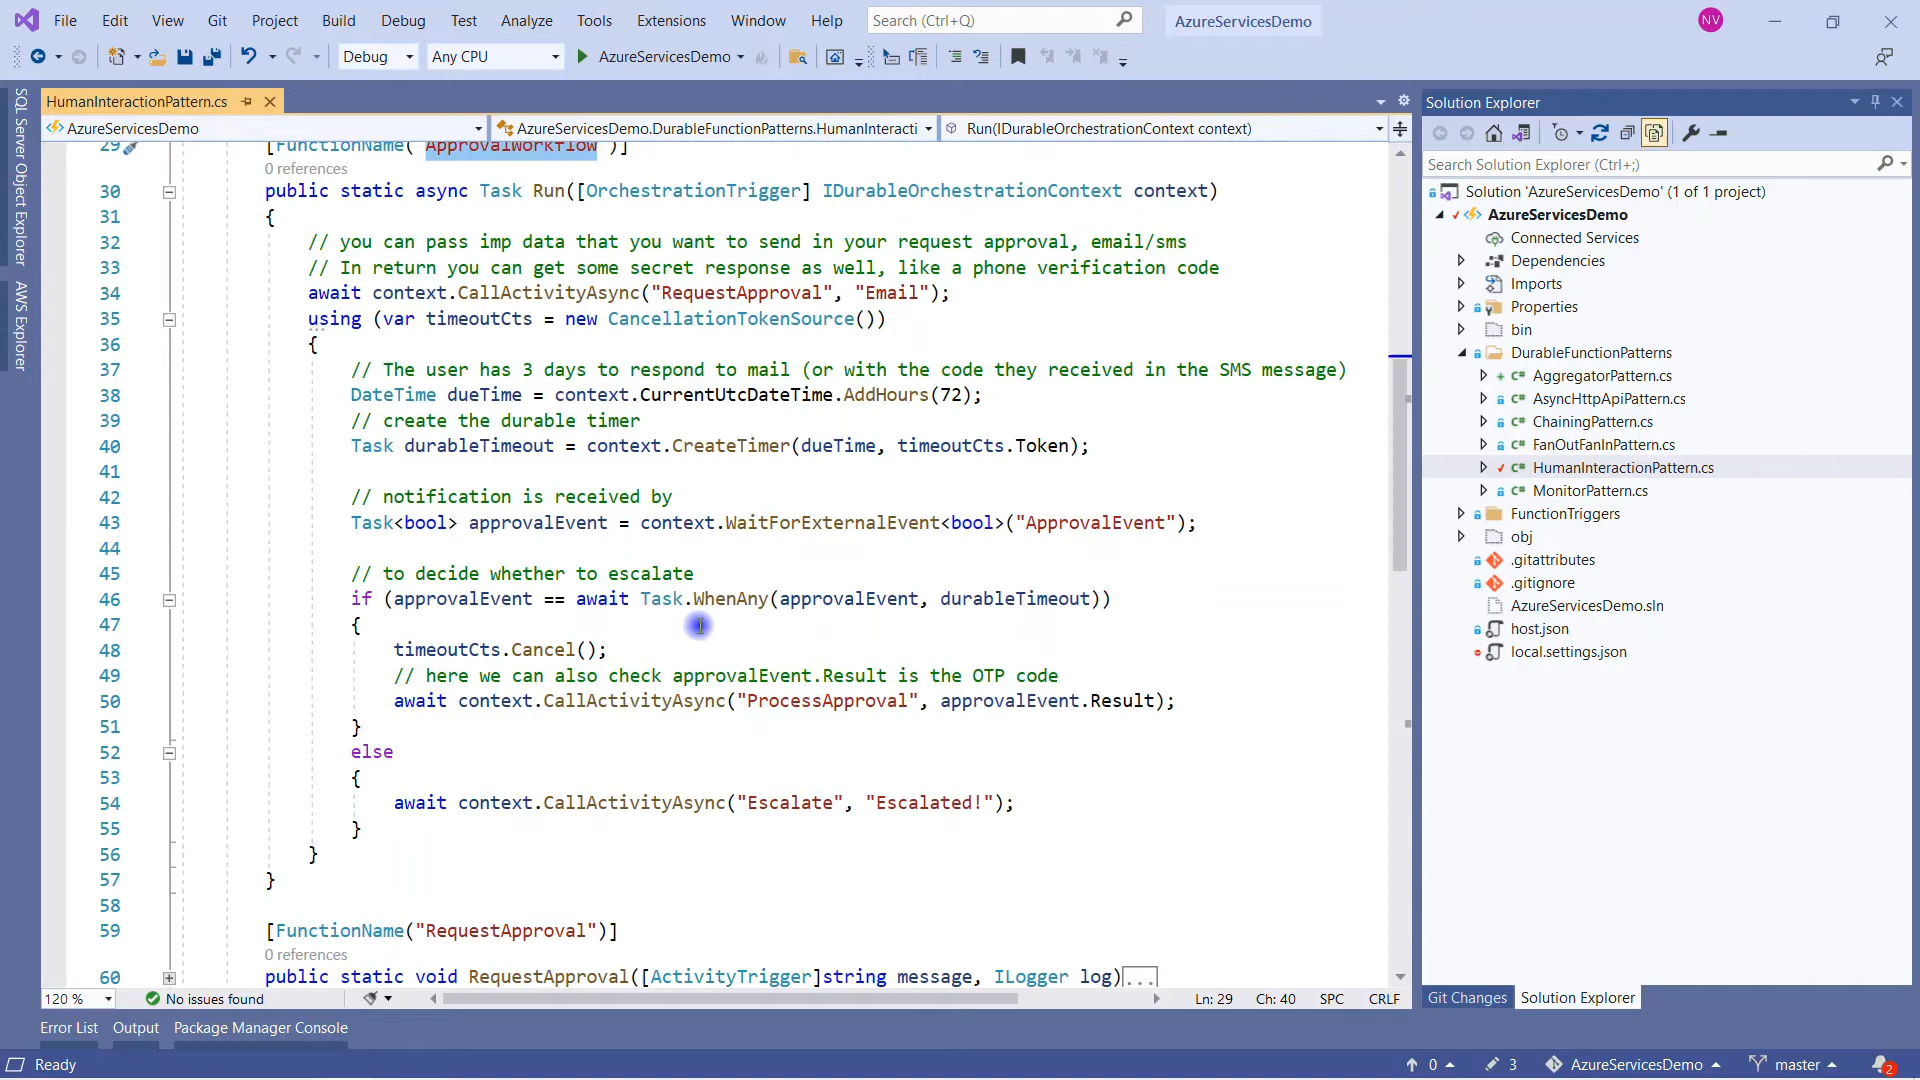 File Edit View Git Project Build Debug Test Analyze Tools Extensions Window Help Search (Ctrl+Q) AzureServicesDemo NV
Debug Any CPU AzureServicesDemo
SQL Server Object Explorer
AWS Explorer
HumanInteractionPattern.cs
AzureServicesDemo AzureServicesDemo.DurableFunctionPatterns.HumanInteracti Run(IDurableOrchestrationContext context)
29 [FunctionName("ApprovalWorkflow")]
0 references
30 public static async Task Run([OrchestrationTrigger] IDurableOrchestrationContext context)
31 {
32 // you can pass imp data that you want to send in your request approval, email/sms
33 // In return you can get some secret response as well, like a phone verification code
34 await context.CallActivityAsync("RequestApproval", "Email");
35 using (var timeoutCts = new CancellationTokenSource())
36 {
37 // The user has 3 days to respond to mail (or with the code they received in the SMS message)
38 DateTime dueTime = context.CurrentUtcDateTime.AddHours(72);
39 // create the durable timer
40 Task durableTimeout = context.CreateTimer(dueTime, timeoutCts.Token);
41
42 // notification is received by
43 Task<bool> approvalEvent = context.WaitForExternalEvent<bool>("ApprovalEvent");
44
45 // to decide whether to escalate
46 if (approvalEvent == await Task.WhenAny(approvalEvent, durableTimeout))
47 {
48 timeoutCts.Cancel();
49 // here we can also check approvalEvent.Result is the OTP code
50 await context.CallActivityAsync("ProcessApproval", approvalEvent.Result);
51 }
52 else
53 {
54 await context.CallActivityAsync("Escalate", "Escalated!");
55 }
56 }
57 }
58
59 [FunctionName("RequestApproval")]
0 references
60 public static void RequestApproval([ActivityTrigger]string message, ILogger log)...
120 % No issues found Ln: 29 Ch: 40 SPC CRLF
Solution Explorer
Search Solution Explorer (Ctrl+;)
Solution 'AzureServicesDemo' (1 of 1 project)
AzureServicesDemo
Connected Services
Dependencies
Imports
Properties
bin
DurableFunctionPatterns
C# AggregatorPattern.cs
C# AsyncHttpApiPattern.cs
C# ChainingPattern.cs
C# FanOutFanInPattern.cs
C# HumanInteractionPattern.cs
C# MonitorPattern.cs
FunctionTriggers
obj
.gitattributes
.gitignore
AzureServicesDemo.sln
host.json
local.settings.json
Git Changes Solution Explorer
Error List Output Package Manager Console
Ready 0 3 AzureServicesDemo master 2